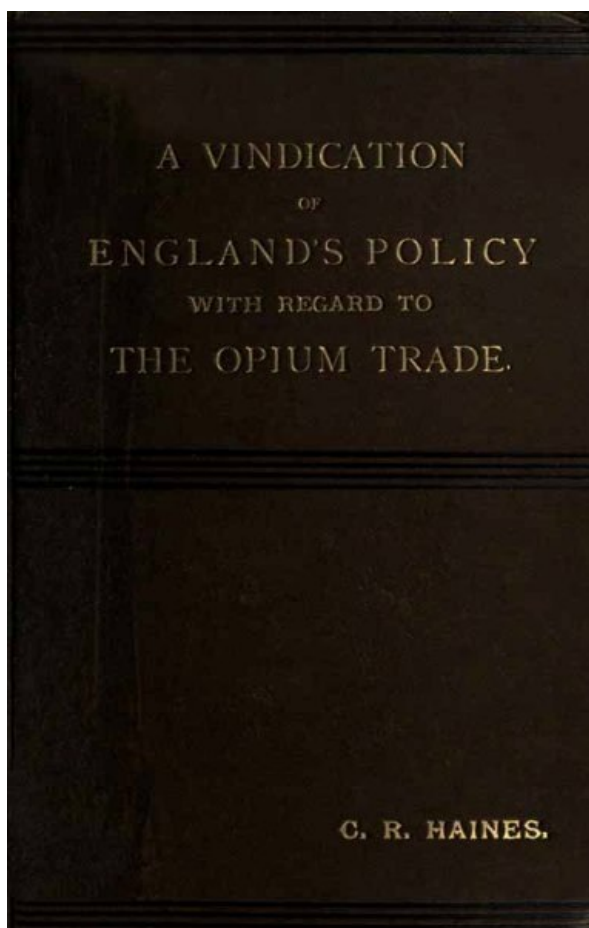 A VINDICATION
OF
ENGLAND'S POLICY
WITH REGARD TO
THE OPIUM TRADE.
C. R. HAINES.